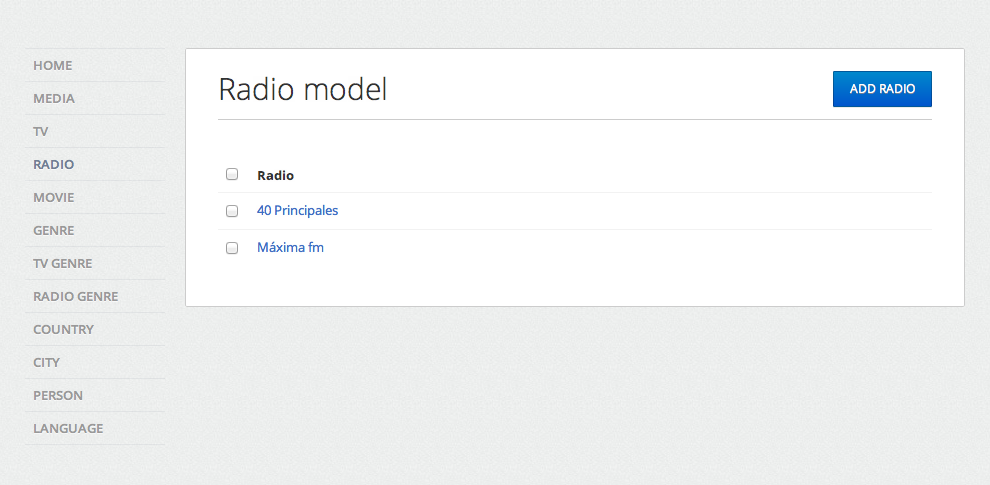 HOME
MEDIA
TV
RADIO
MOVIE
GENRE
TV GENRE
RADIO GENRE
COUNTRY
CITY
PERSON
LANGUAGE
Radio model
ADD RADIO
Radio
40 Principales
Máxima fm